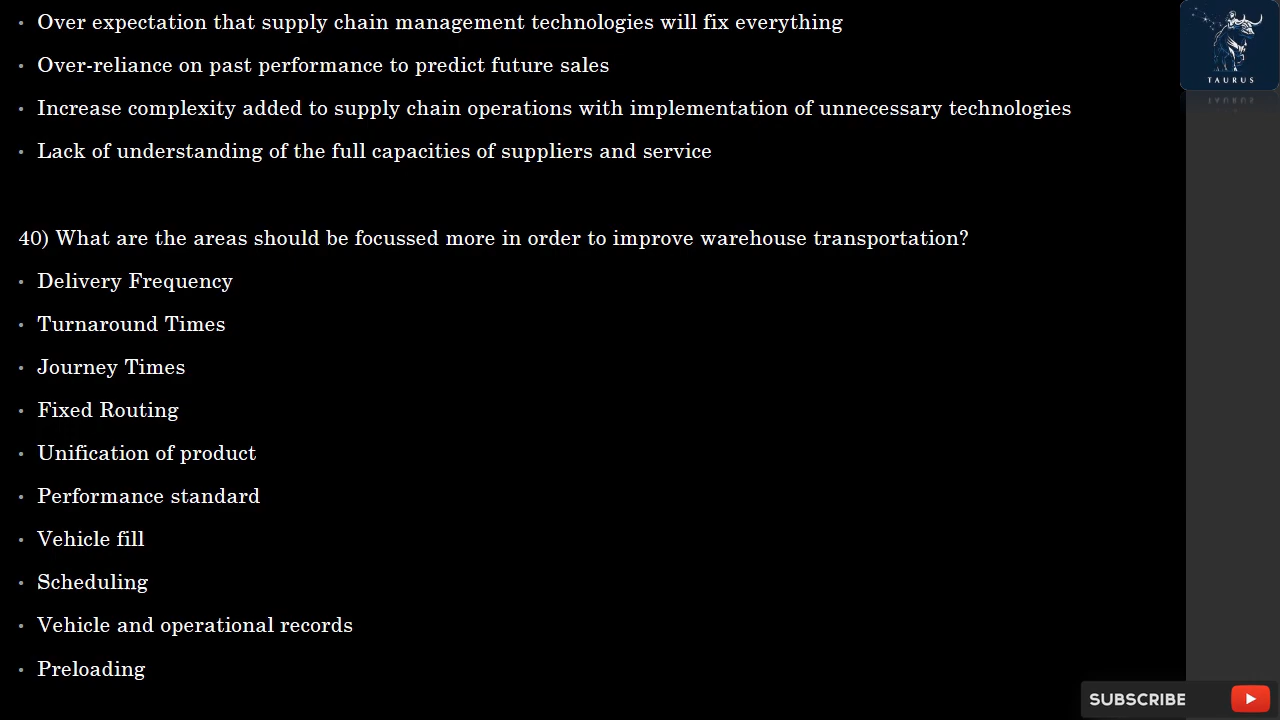 • Over expectation that supply chain management technologies will fix everything
• Over-reliance on past performance to predict future sales
• Increase complexity added to supply chain operations with implementation of unnecessary technologies
• Lack of understanding of the full capacities of suppliers and service
40) What are the areas should be focussed more in order to improve warehouse transportation?
• Delivery Frequency
• Turnaround Times
• Journey Times
• Fixed Routing
• Unification of product
• Performance standard
• Vehicle fill
• Scheduling
• Vehicle and operational records
• Preloading
TAURUS
SUBSCRIBE